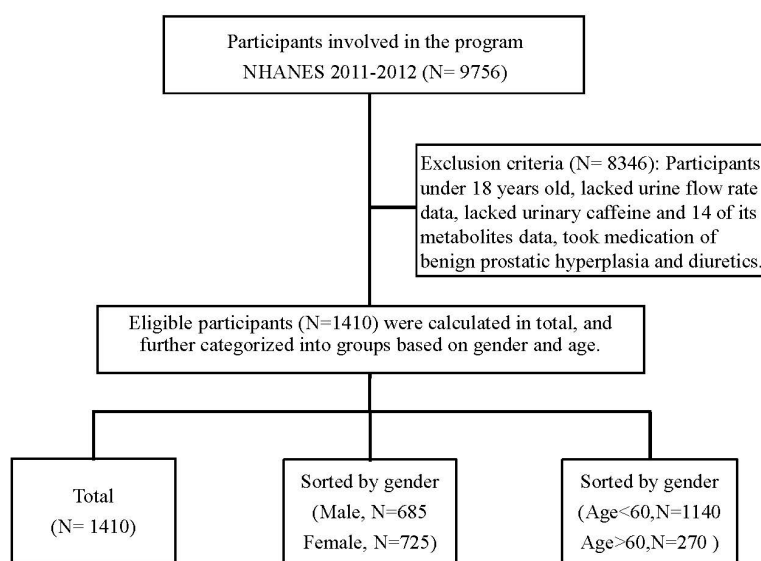 Participants involved in the program
NHANES 2011-2012 (N= 9756)
Exclusion criteria (N= 8346): Participants
under 18 years old, lacked urine flow rate
data, lacked urinary caffeine and 14 of its
metabolites data, took medication of
benign prostatic hyperplasia and diuretics.
Eligible participants (N=1410) were calculated in total, and
further categorized into groups based on gender and age.
Total
(N= 1410)
Sorted by gender
(Male, N=685
Female, N=725)
Sorted by gender
(Age<60,N=1140
Age>60,N=270 )